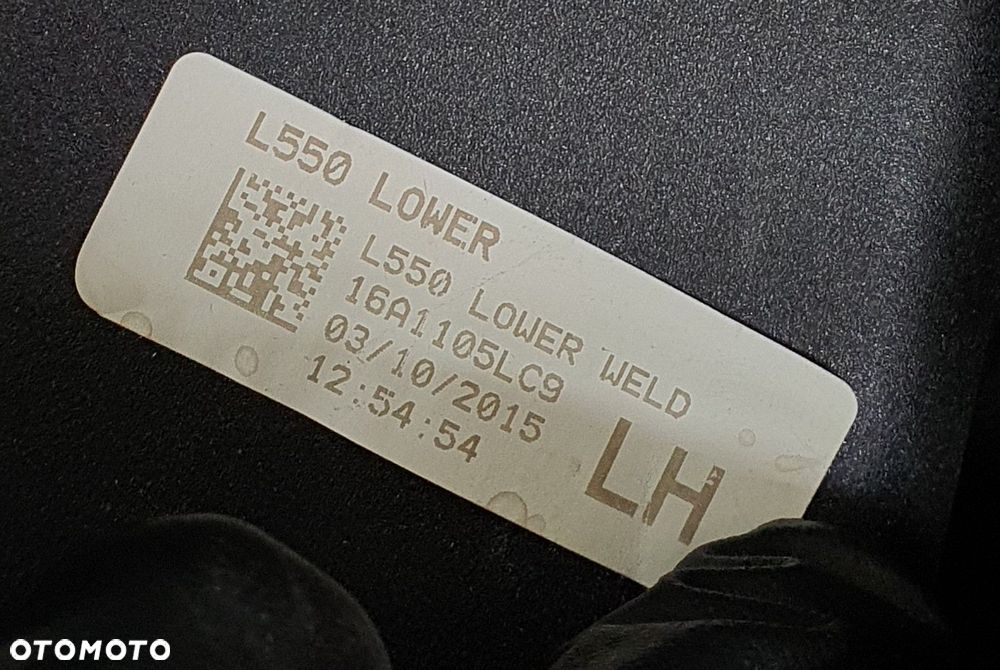 L550 LOWER
L550 LOWER WELD
16A1105LC9
03/10/2015
12:54:54
LH
OTOMOTO